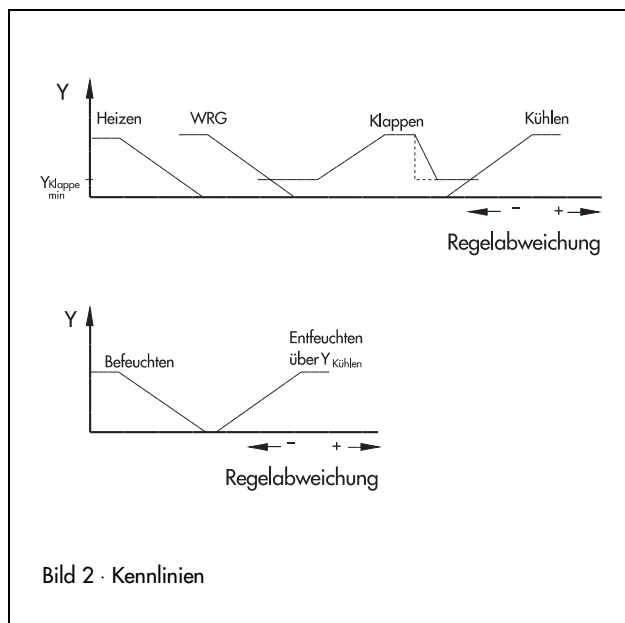 Y
Heizen WRG Klappen Kühlen
YKlappe
min
− +
Regelabweichung
Y
Entfeuchten
Befeuchten über YKühlen
− +
Regelabweichung
Bild 2 · Kennlinien